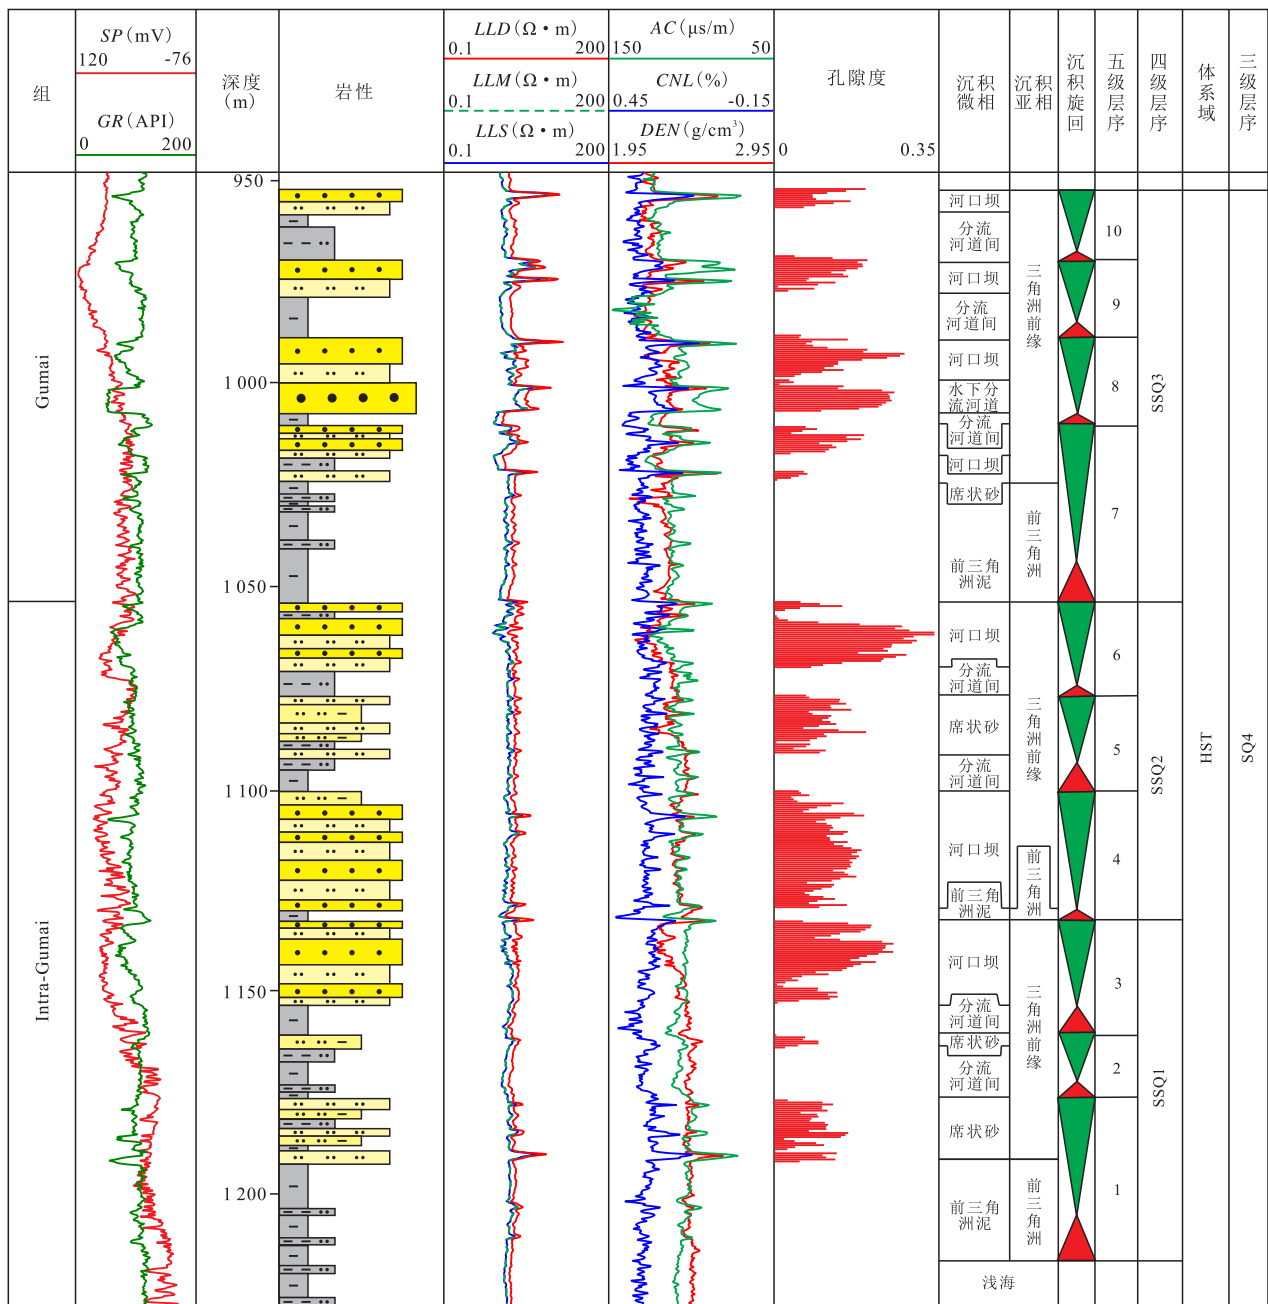 组
SP(mV)
120 -76
GR(API)
0 200
深度
(m)
岩性
LLD(Ω·m)
0.1 200
LLM(Ω·m)
0.1 200
LLS(Ω·m)
0.1 200
AC(μs/m)
150 50
CNL(%)
0.45 -0.15
DEN(g/cm³)
1.95 2.95
孔隙度
0 0.35
沉积
微相
沉积
亚相
沉积旋回
五级层序
四级层序
体系域
三级层序
Gumai
Intra-Gumai
950
1 000
1 050
1 100
1 150
1 200
河口坝
分流
河道间
河口坝
分流
河道间
河口坝
水下分
流河道
分流
河道间
河口坝
席状砂
前三角
洲泥
河口坝
分流
河道间
席状砂
分流
河道间
河口坝
前三角
洲泥
河口坝
分流
河道间
席状砂
分流
河道间
席状砂
前三角
洲泥
浅海
三角洲前缘
前三角洲
三角洲前缘
前三角洲
三角洲前缘
前三角洲
10
9
8
7
6
5
4
3
2
1
SSQ3
SSQ2
SSQ1
HST
SQ4